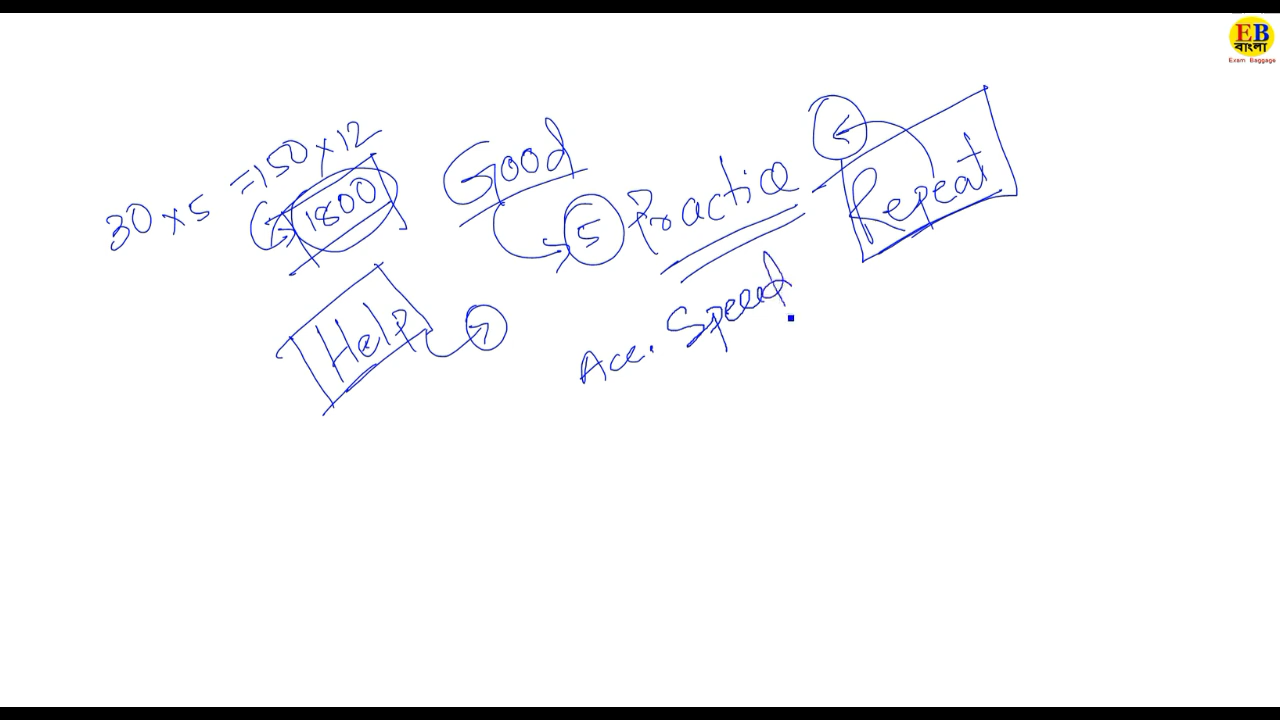 EB
বাংলা
Exam Baggage
30 x 5 = 150 x 12
1800
Good
5
Practice
Repeat
Help
Acc. Speed